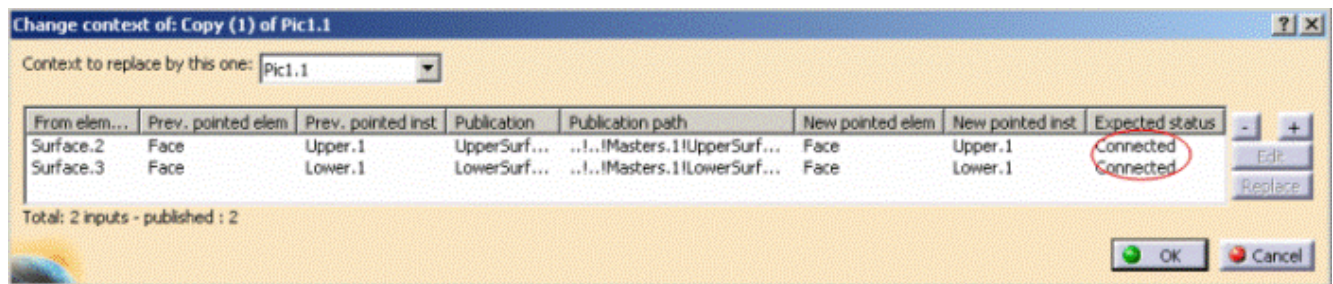 Change context of: Copy (1) of Pic1.1
Context to replace by this one: Pic1.1
From elem... Prev. pointed elem Prev. pointed inst Publication Publication path New pointed elem New pointed inst Expected status - +
Surface.2 Face Upper.1 UpperSurf... ..!..!Masters.1!UpperSurf... Face Upper.1 Connected
Edit
Surface.3 Face Lower.1 LowerSurf... ..!..!Masters.1!LowerSurf... Face Lower.1 Connected
Replace
Total: 2 inputs - published : 2
OK Cancel